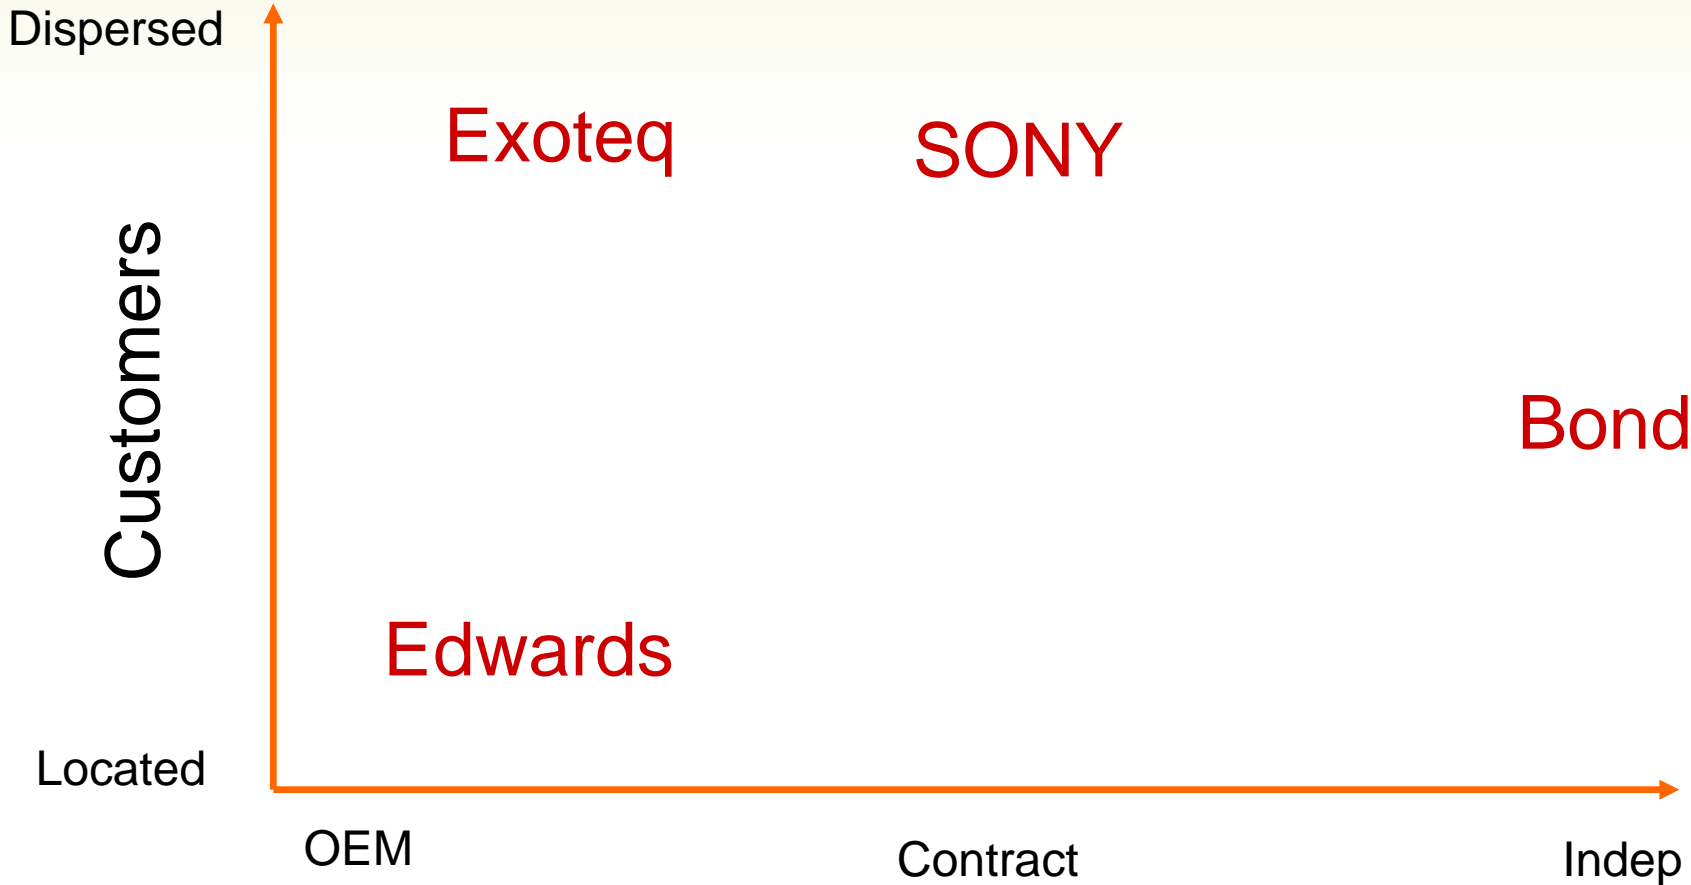 Dispersed
Exoteq
SONY
Customers
Bond
Edwards
Located
OEM
Contract
Indep